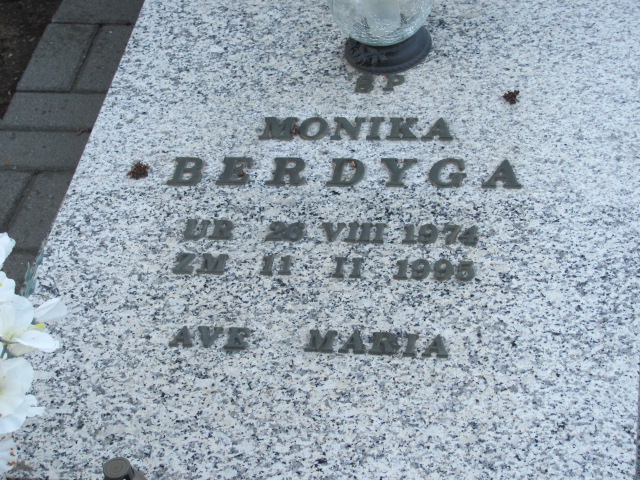 ŚP
MONIKA
BERDYGA
UR 26 VIII 1974
ZM 11 II 1995
AVE MARIA